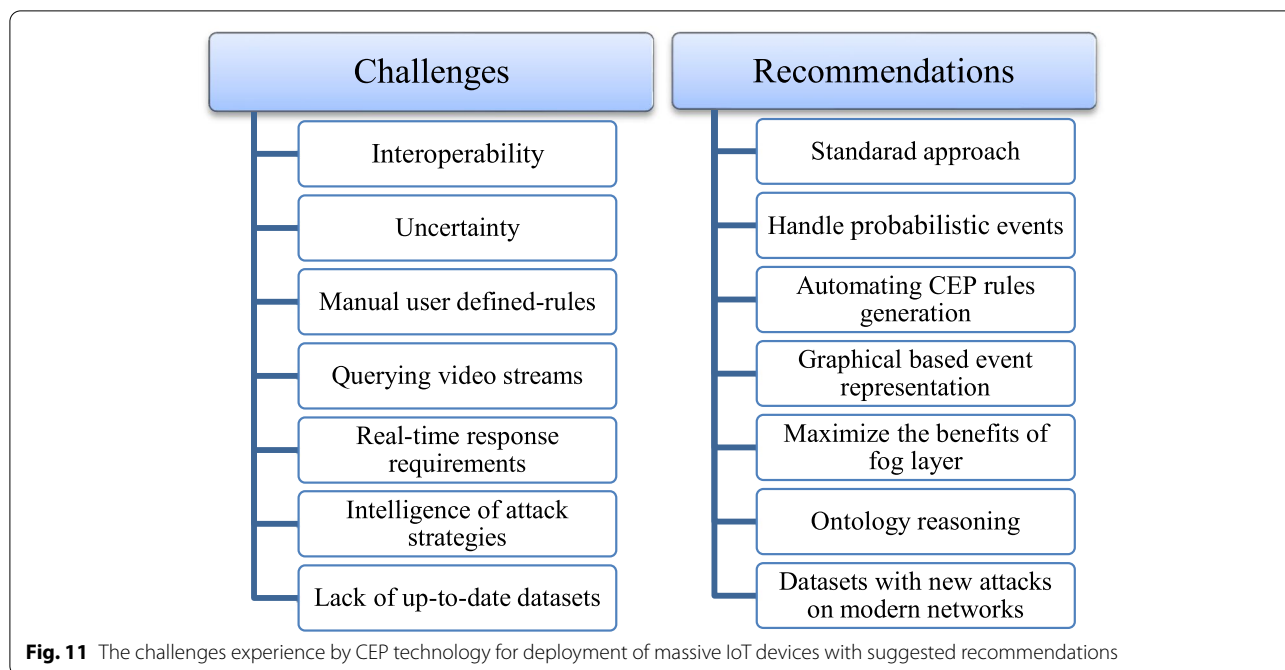 Challenges
Interoperability
Uncertainty
Manual user defined-rules
Querying video streams
Real-time response
requirements
Intelligence of attack
strategies
Lack of up-to-date datasets
Recommendations
Standarad approach
Handle probabilistic events
Automating CEP rules
generation
Graphical based event
representation
Maximize the benefits of
fog layer
Ontology reasoning
Datasets with new attacks
on modern networks
Fig. 11 The challenges experience by CEP technology for deployment of massive IoT devices with suggested recommendations